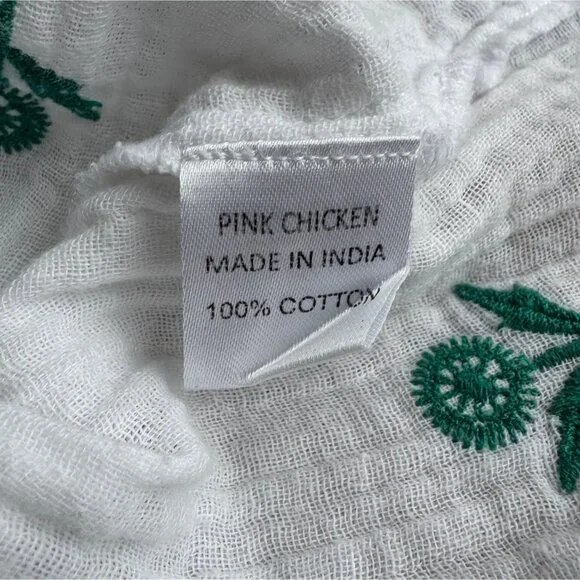 PINK CHICKEN
MADE IN INDIA
100% COTTON